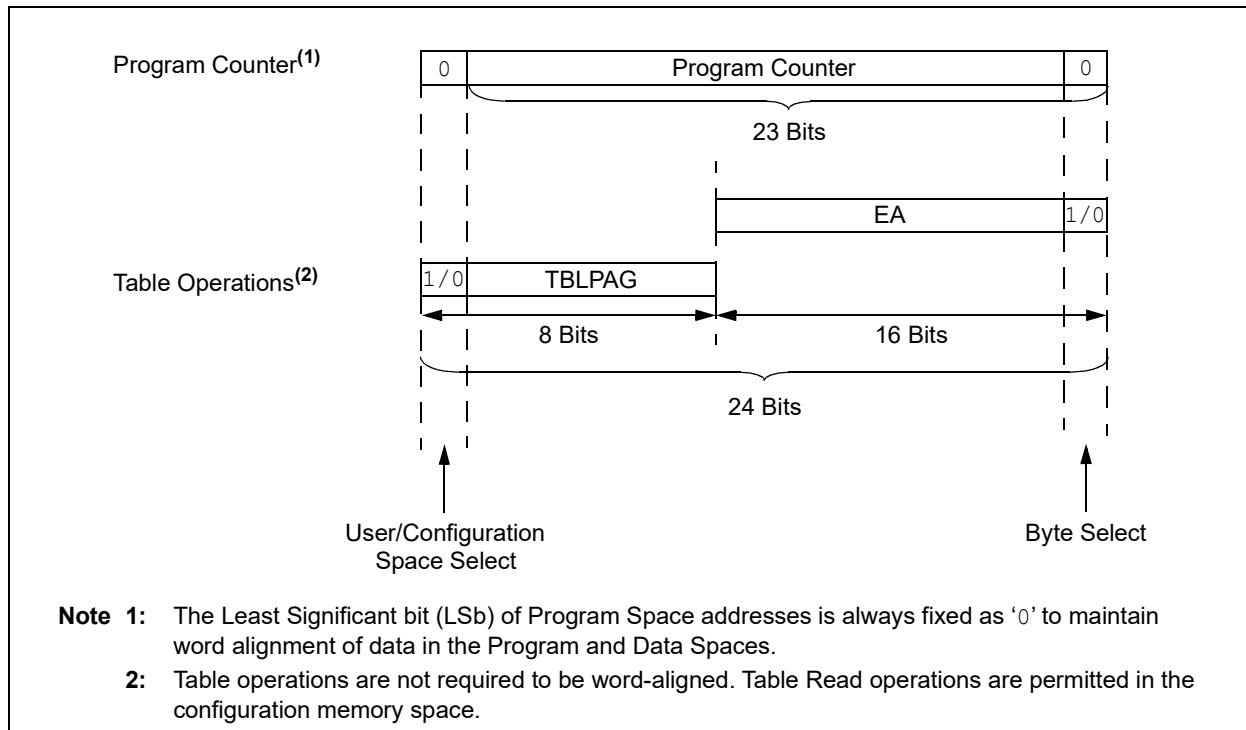 Program Counter(1)
0
Program Counter
0
23 Bits
EA
1/0
Table Operations(2)
1/0
TBLPAG
8 Bits
16 Bits
24 Bits
User/Configuration
Space Select
Byte Select
Note 1: The Least Significant bit (LSb) of Program Space addresses is always fixed as ‘0’ to maintain
word alignment of data in the Program and Data Spaces.
2: Table operations are not required to be word-aligned. Table Read operations are permitted in the
configuration memory space.